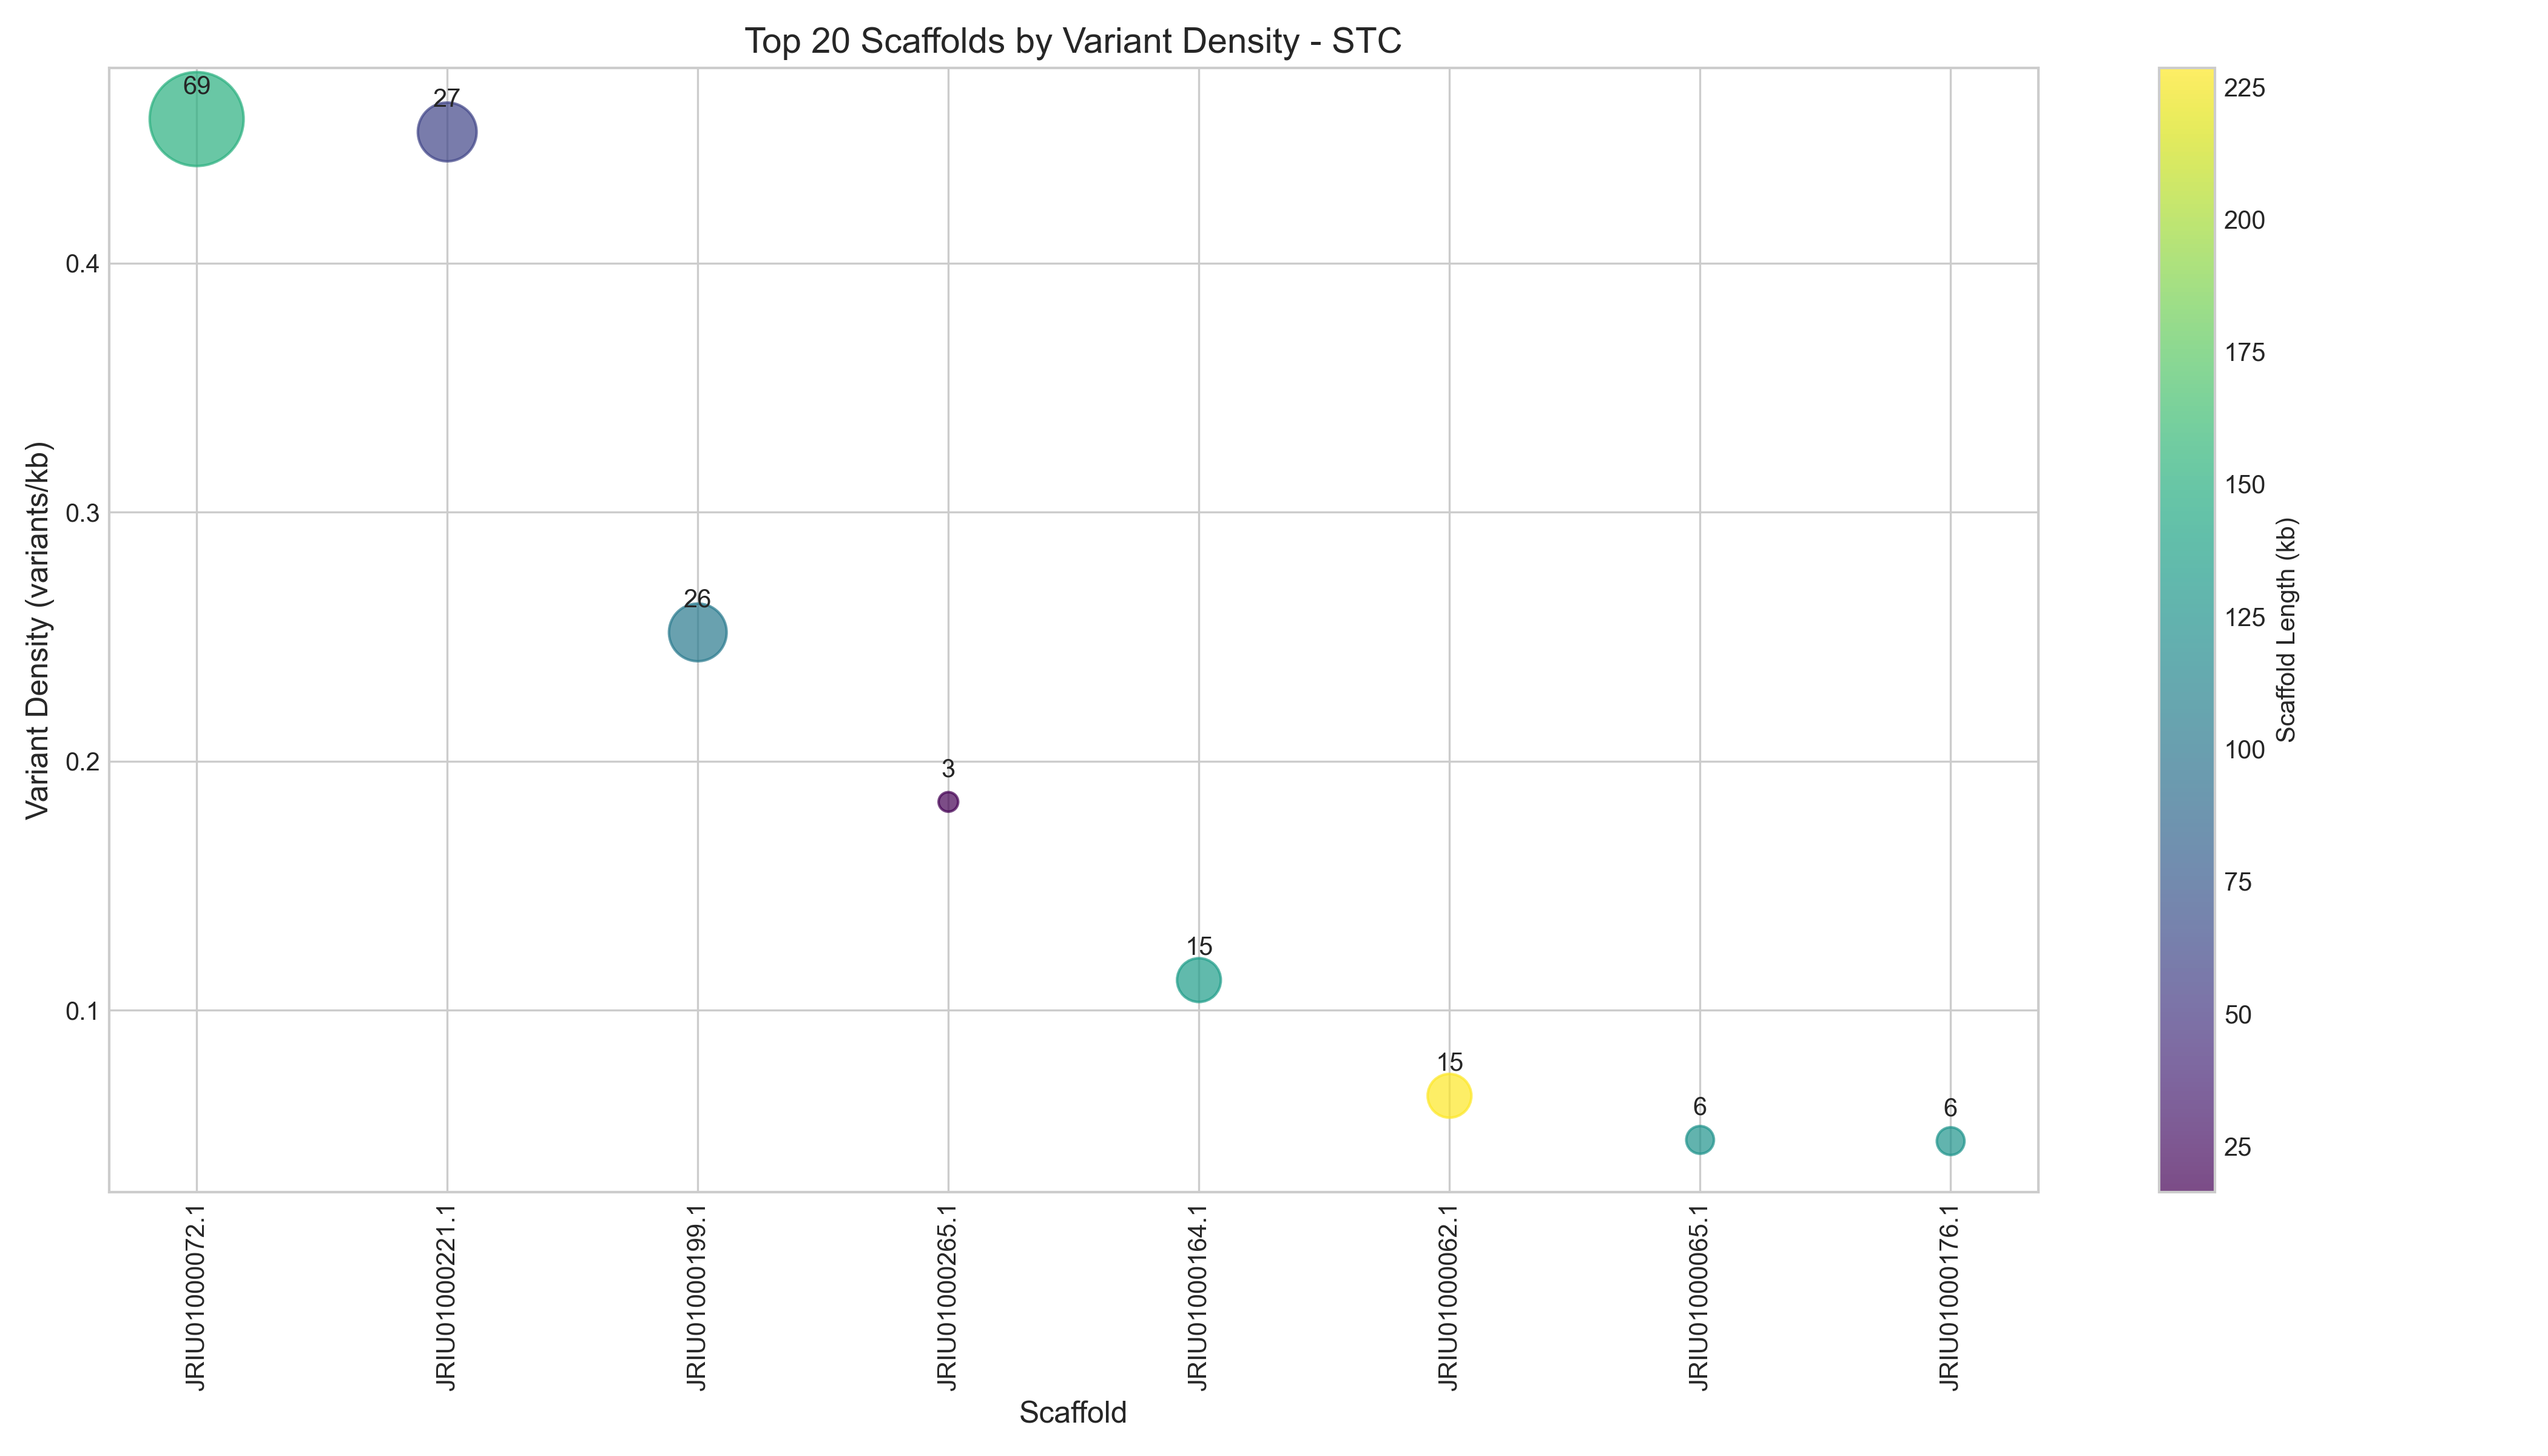 Top 20 Scaffolds by Variant Density - STC
Variant Density (variants/kb)
0.4
0.3
0.2
0.1
69
27
26
3
15
15
6
6
JRIU01000072.1
JRIU01000221.1
JRIU01000199.1
JRIU01000265.1
JRIU01000164.1
JRIU01000062.1
JRIU01000065.1
JRIU01000176.1
Scaffold
225
200
175
150
125
100
75
50
25
Scaffold Length (kb)